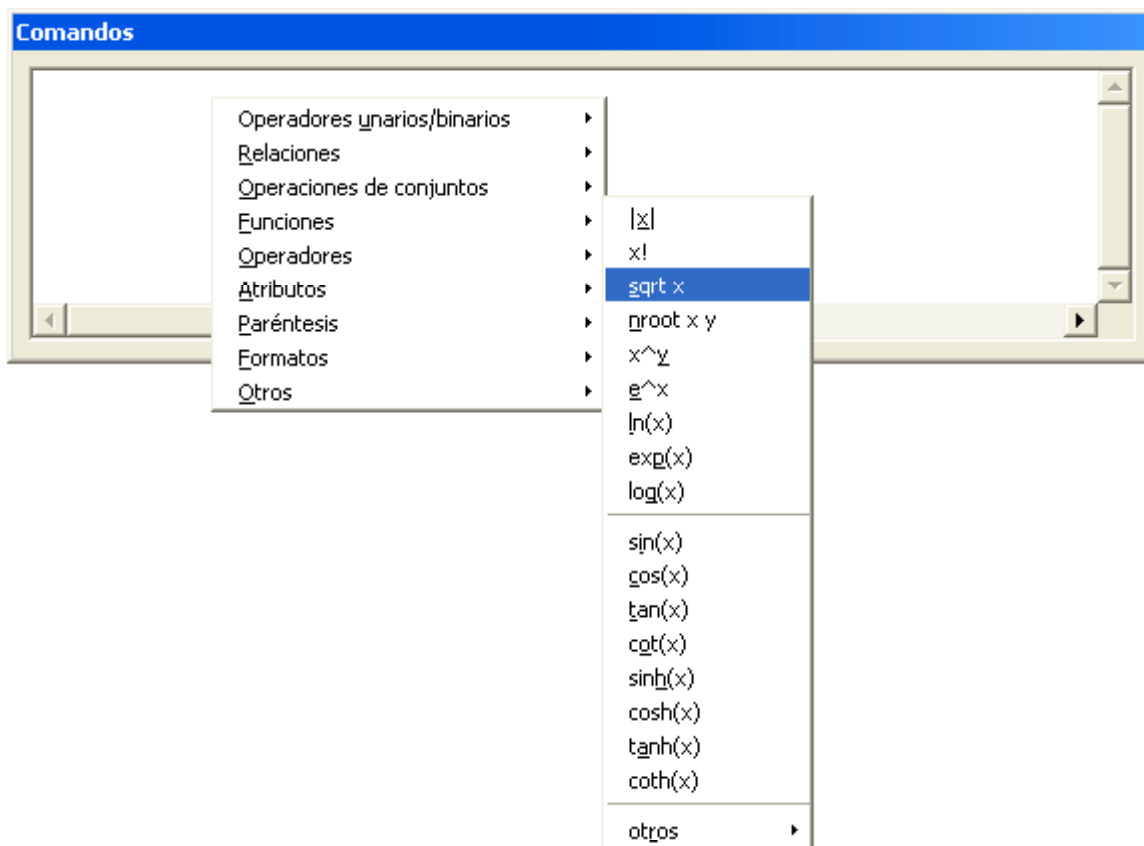 Comandos
Operadores unarios/binarios
Relaciones
Operaciones de conjuntos
Funciones
Operadores
Atributos
Paréntesis
Formatos
Otros
|x|
x!
sqrt x
nroot x y
x^y
e^x
ln(x)
exp(x)
log(x)
sin(x)
cos(x)
tan(x)
cot(x)
sinh(x)
cosh(x)
tanh(x)
coth(x)
otros